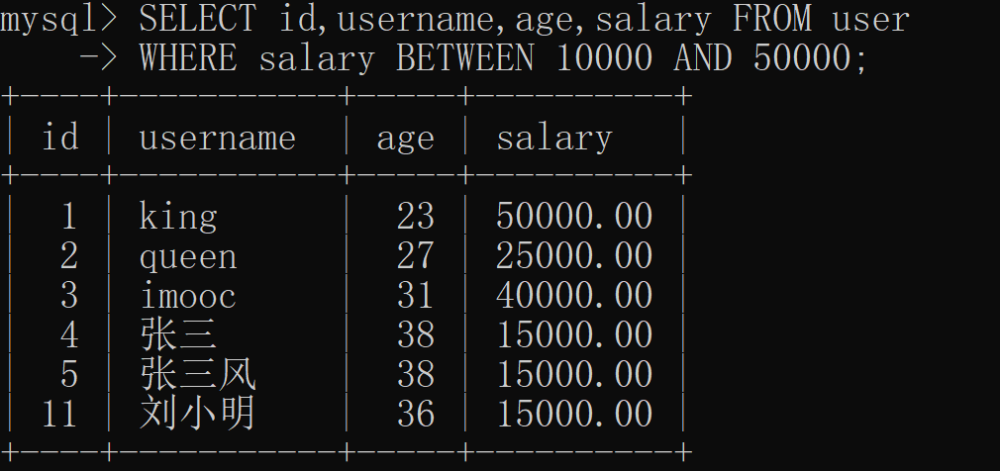 mysql> SELECT id,username,age,salary FROM user
    -> WHERE salary BETWEEN 10000 AND 50000;
+----+-----------+-----+----------+
| id | username  | age | salary   |
+----+-----------+-----+----------+
|  1 | king      |  23 | 50000.00 |
|  2 | queen     |  27 | 25000.00 |
|  3 | imooc     |  31 | 40000.00 |
|  4 | 张三      |  38 | 15000.00 |
|  5 | 张三风    |  38 | 15000.00 |
| 11 | 刘小明    |  36 | 15000.00 |
+----+-----------+-----+----------+